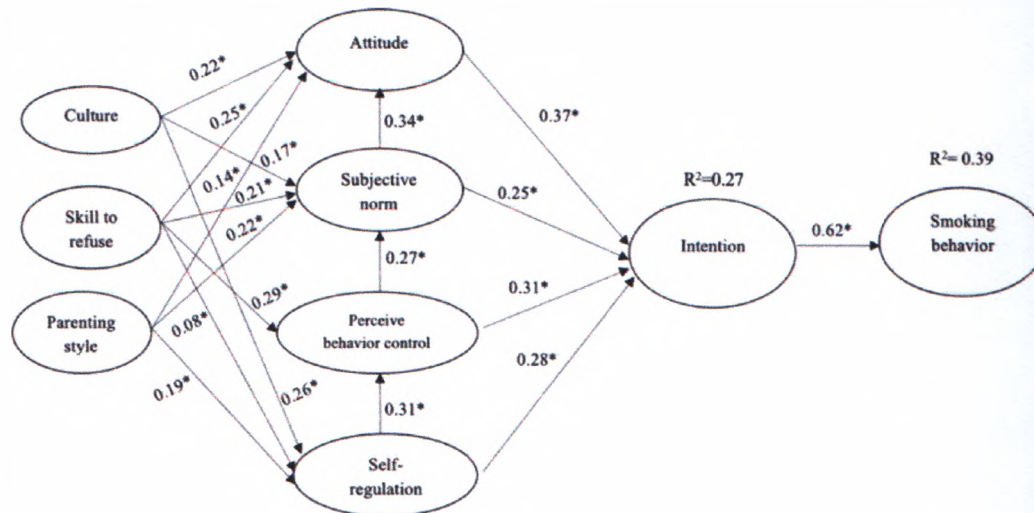 Attitude
0.22*
0.37*
Culture
0.25*
0.34*
0.17*
R²=0.27
R²= 0.39
0.14*
0.21*
Subjective
norm
0.25*
Skill to
refuse
0.22*
Intention
0.62*
Smoking
behavior
0.27*
0.29*
0.31*
Parenting
style
0.08*
Perceive
behavior control
0.28*
0.19*
0.26*
0.31*
Self-
regulation